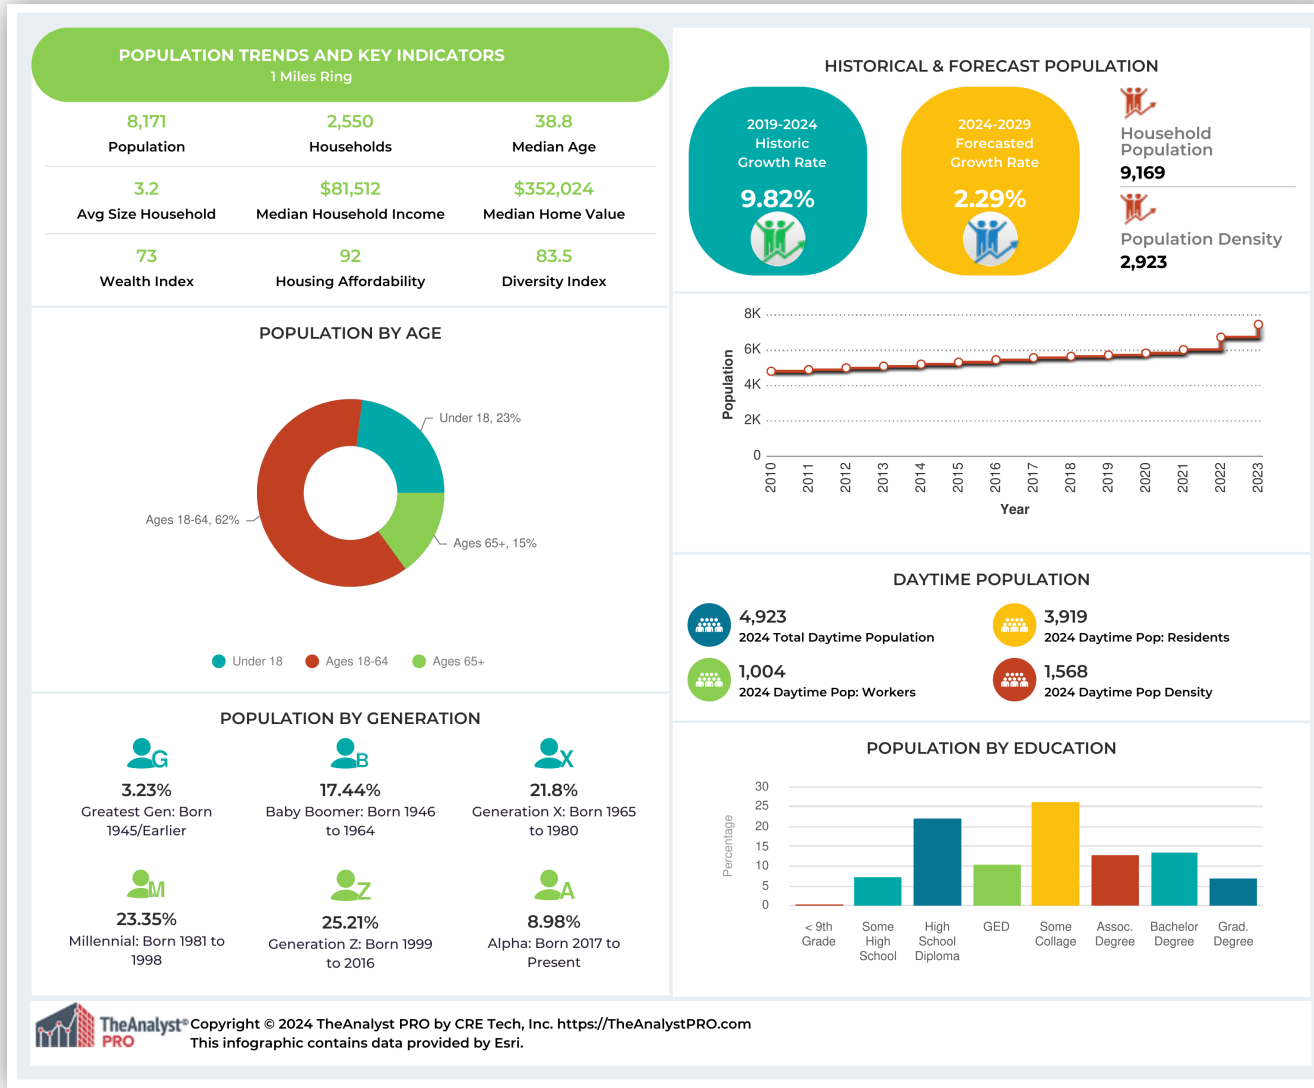 POPULATION TRENDS AND KEY INDICATORS
1 Miles Ring
8,171
Population
2,550
Households
38.8
Median Age
3.2
Avg Size Household
$81,512
Median Household Income
$352,024
Median Home Value
73
Wealth Index
92
Housing Affordability
83.5
Diversity Index
POPULATION BY AGE
Under 18, 23%
Ages 18-64, 62%
Ages 65+, 15%
Under 18
Ages 18-64
Ages 65+
POPULATION BY GENERATION
G
3.23%
Greatest Gen: Born
1945/Earlier
B
17.44%
Baby Boomer: Born 1946
to 1964
X
21.8%
Generation X: Born 1965
to 1980
M
23.35%
Millennial: Born 1981 to
1998
Z
25.21%
Generation Z: Born 1999
to 2016
A
8.98%
Alpha: Born 2017 to
Present
HISTORICAL & FORECAST POPULATION
2019-2024
Historic
Growth Rate
9.82%
2024-2029
Forecasted
Growth Rate
2.29%
Household
Population
9,169
Population Density
2,923
8K
6K
4K
2K
0
Population
2010
2011
2012
2013
2014
2015
2016
2017
2018
2019
2020
2021
2022
2023
Year
DAYTIME POPULATION
4,923
2024 Total Daytime Population
3,919
2024 Daytime Pop: Residents
1,004
2024 Daytime Pop: Workers
1,568
2024 Daytime Pop Density
POPULATION BY EDUCATION
30
25
20
15
10
5
0
Percentage
< 9th
Grade
Some
High
School
High
School
Diploma
GED
Some
Collage
Assoc.
Degree
Bachelor
Degree
Grad.
Degree
TheAnalyst®
PRO
Copyright © 2024 TheAnalyst PRO by CRE Tech, Inc. https://TheAnalystPRO.com
This infographic contains data provided by Esri.